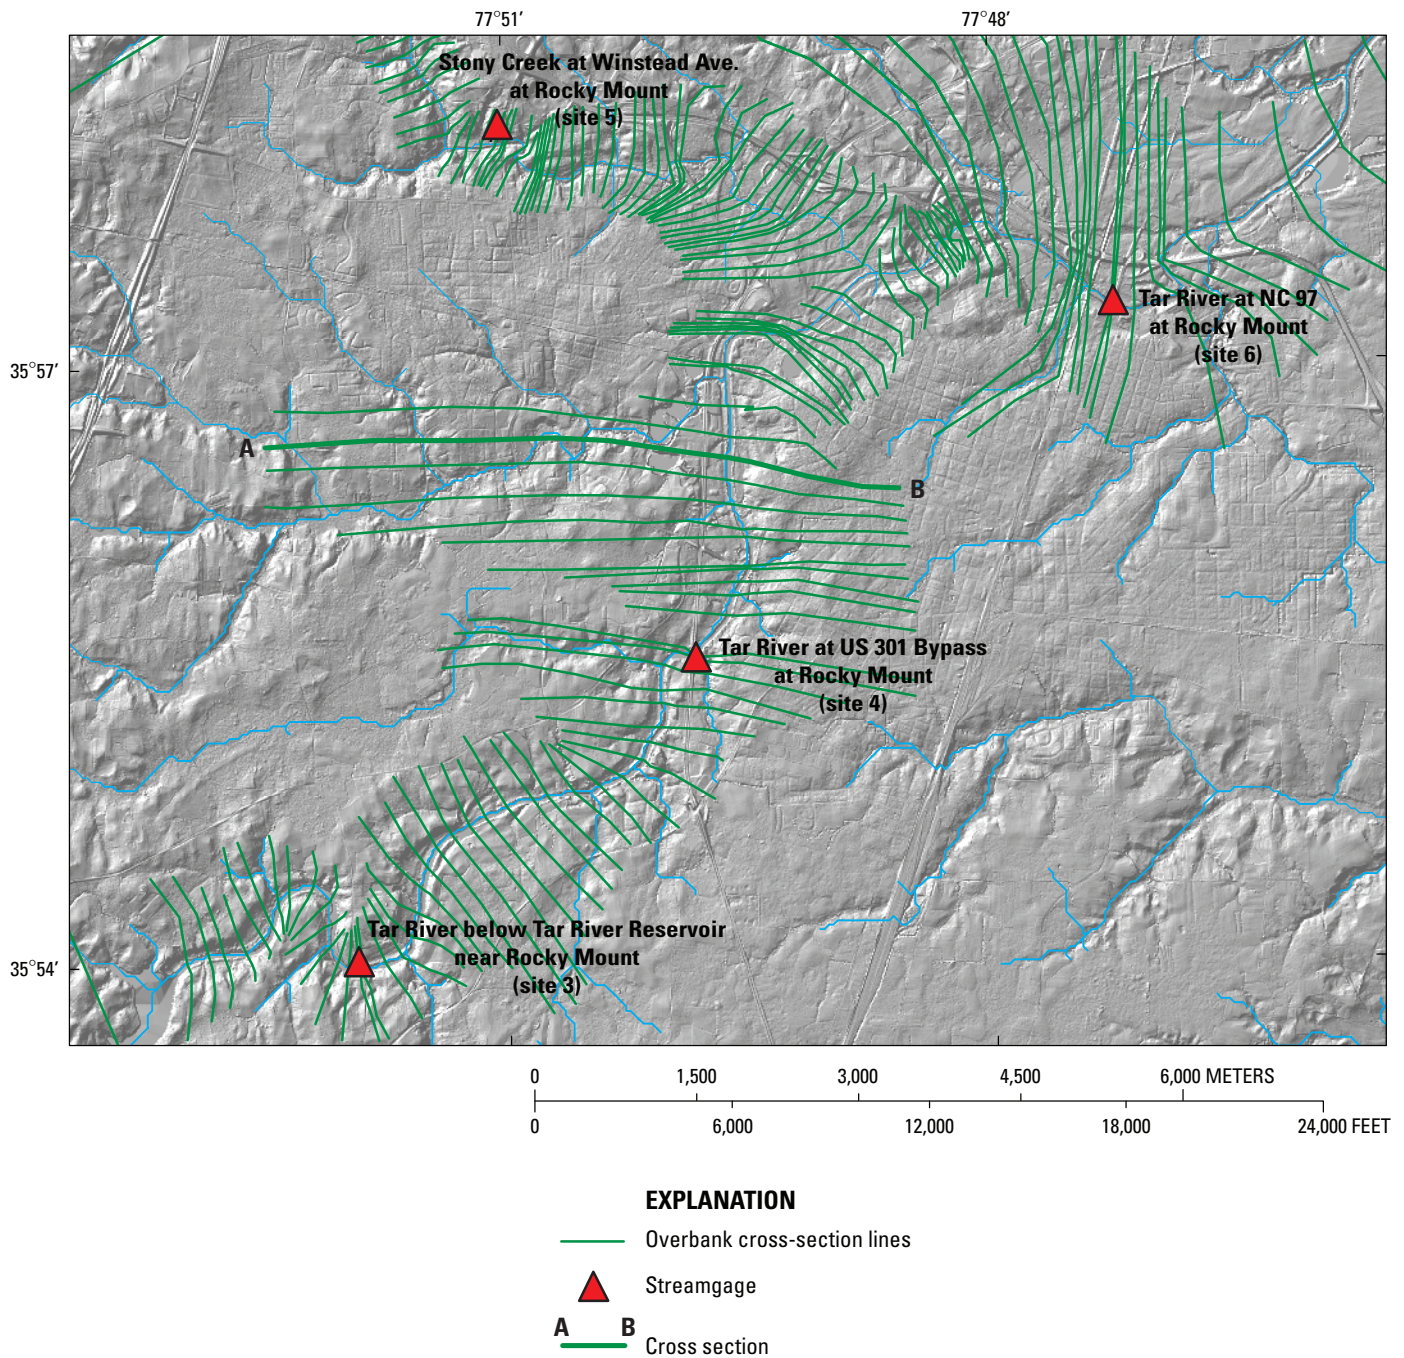 77°51′
77°48′
Stony Creek at Winstead Ave.
at Rocky Mount
(site 5)
Tar River at NC 97
at Rocky Mount
(site 6)
35°57′
A
B
Tar River at US 301 Bypass
at Rocky Mount
(site 4)
Tar River below Tar River Reservoir
near Rocky Mount
(site 3)
35°54′
0 1,500 3,000 4,500 6,000 METERS
0 6,000 12,000 18,000 24,000 FEET
EXPLANATION
Overbank cross-section lines
Streamgage
A B
Cross section